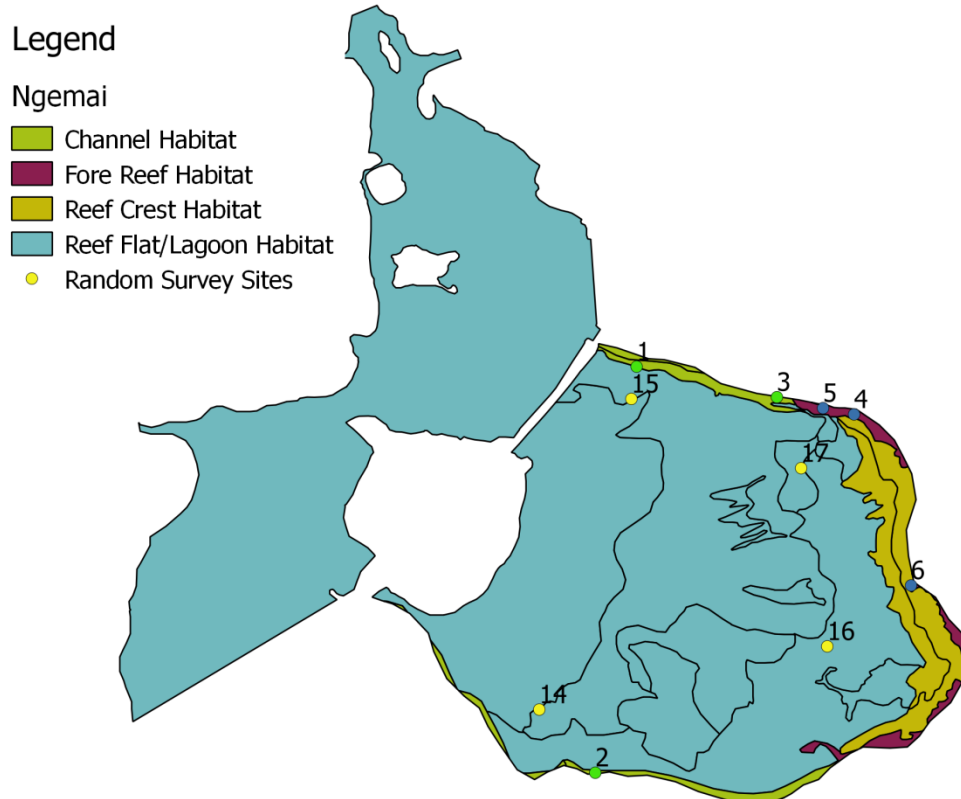 Legend
Ngemai
Channel Habitat
Fore Reef Habitat
Reef Crest Habitat
Reef Flat/Lagoon Habitat
Random Survey Sites
1
15
3
5
4
17
6
16
14
2